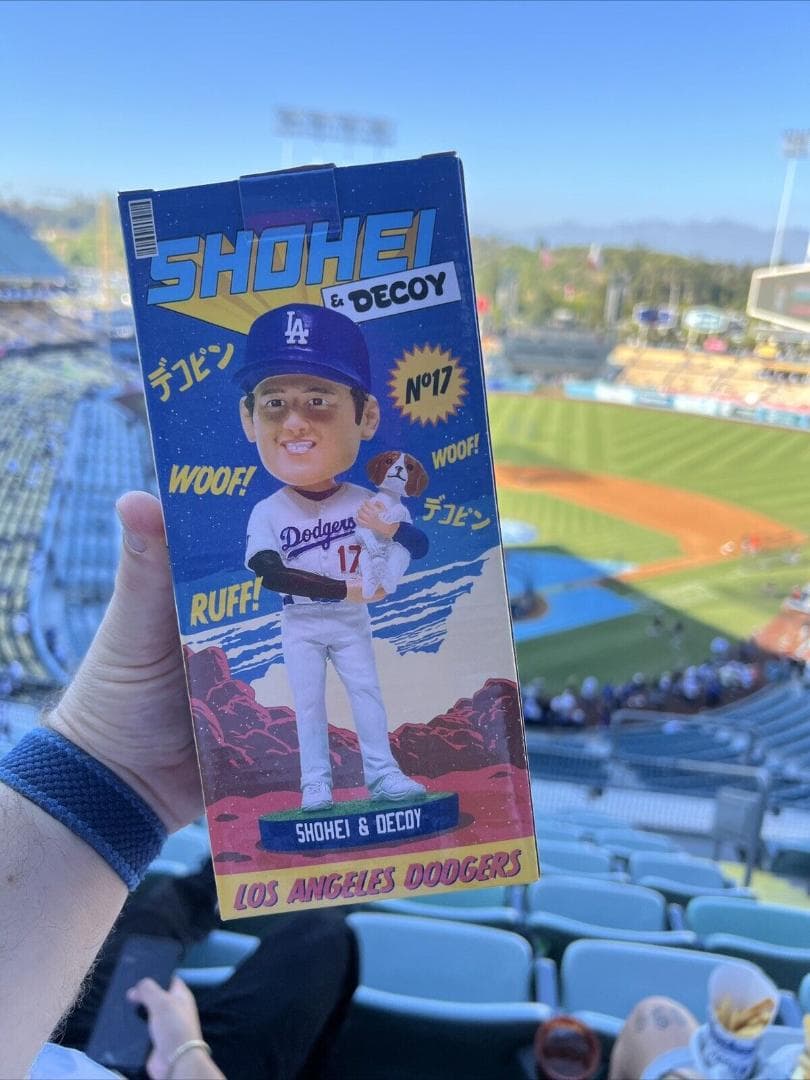 SHOHEI
& DECOY
デコピン
LA
Nº17
WOOF!
WOOF!
デコピン
Dodgers
17
RUFF!
SHOHEI & DECOY
LOS ANGELES DODGERS